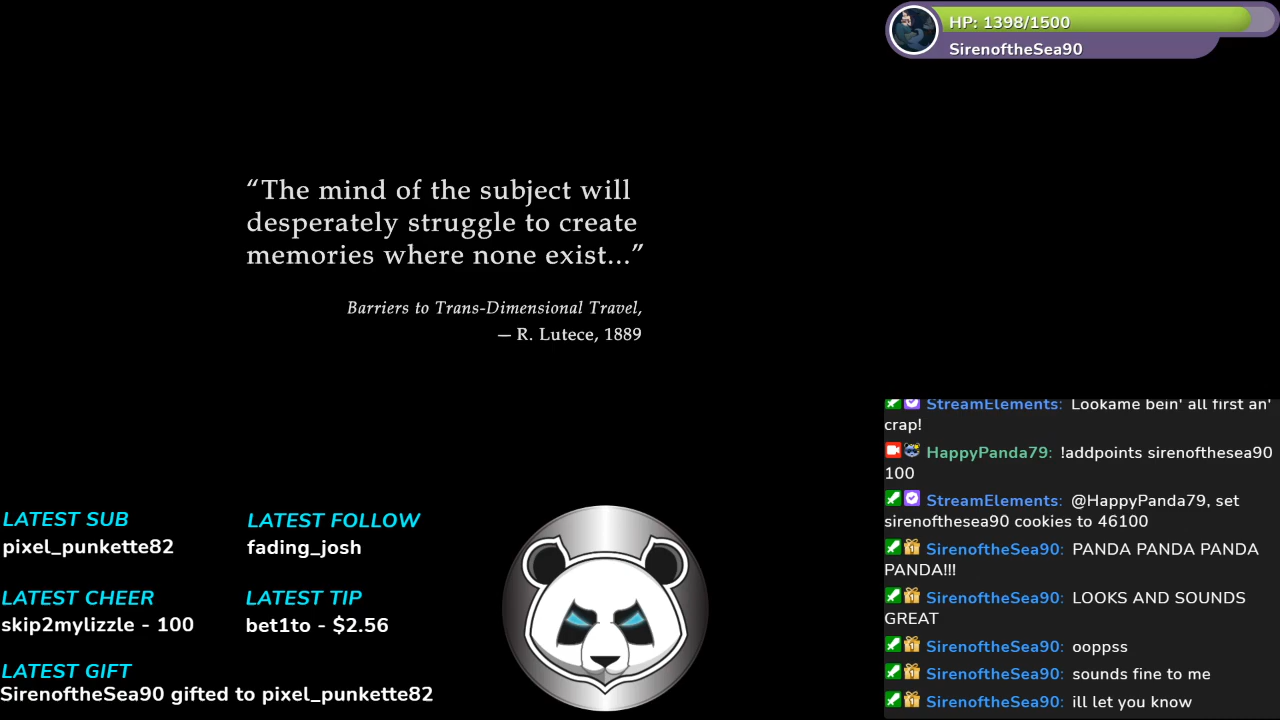 HP: 1398/1500
SirenoftheSea90
“The mind of the subject will
desperately struggle to create
memories where none exist...”
Barriers to Trans-Dimensional Travel,
— R. Lutece, 1889
StreamElements: Lookame bein' all first an'
crap!
HappyPanda79: !addpoints sirenofthesea90
100
StreamElements: @HappyPanda79, set
sirenofthesea90 cookies to 46100
SirenoftheSea90: PANDA PANDA PANDA
PANDA!!!
SirenoftheSea90: LOOKS AND SOUNDS
GREAT
SirenoftheSea90: ooppss
SirenoftheSea90: sounds fine to me
SirenoftheSea90: ill let you know
LATEST SUB
pixel_punkette82
LATEST FOLLOW
fading_josh
LATEST CHEER
skip2mylizzle - 100
LATEST TIP
bet1to - $2.56
LATEST GIFT
SirenoftheSea90 gifted to pixel_punkette82